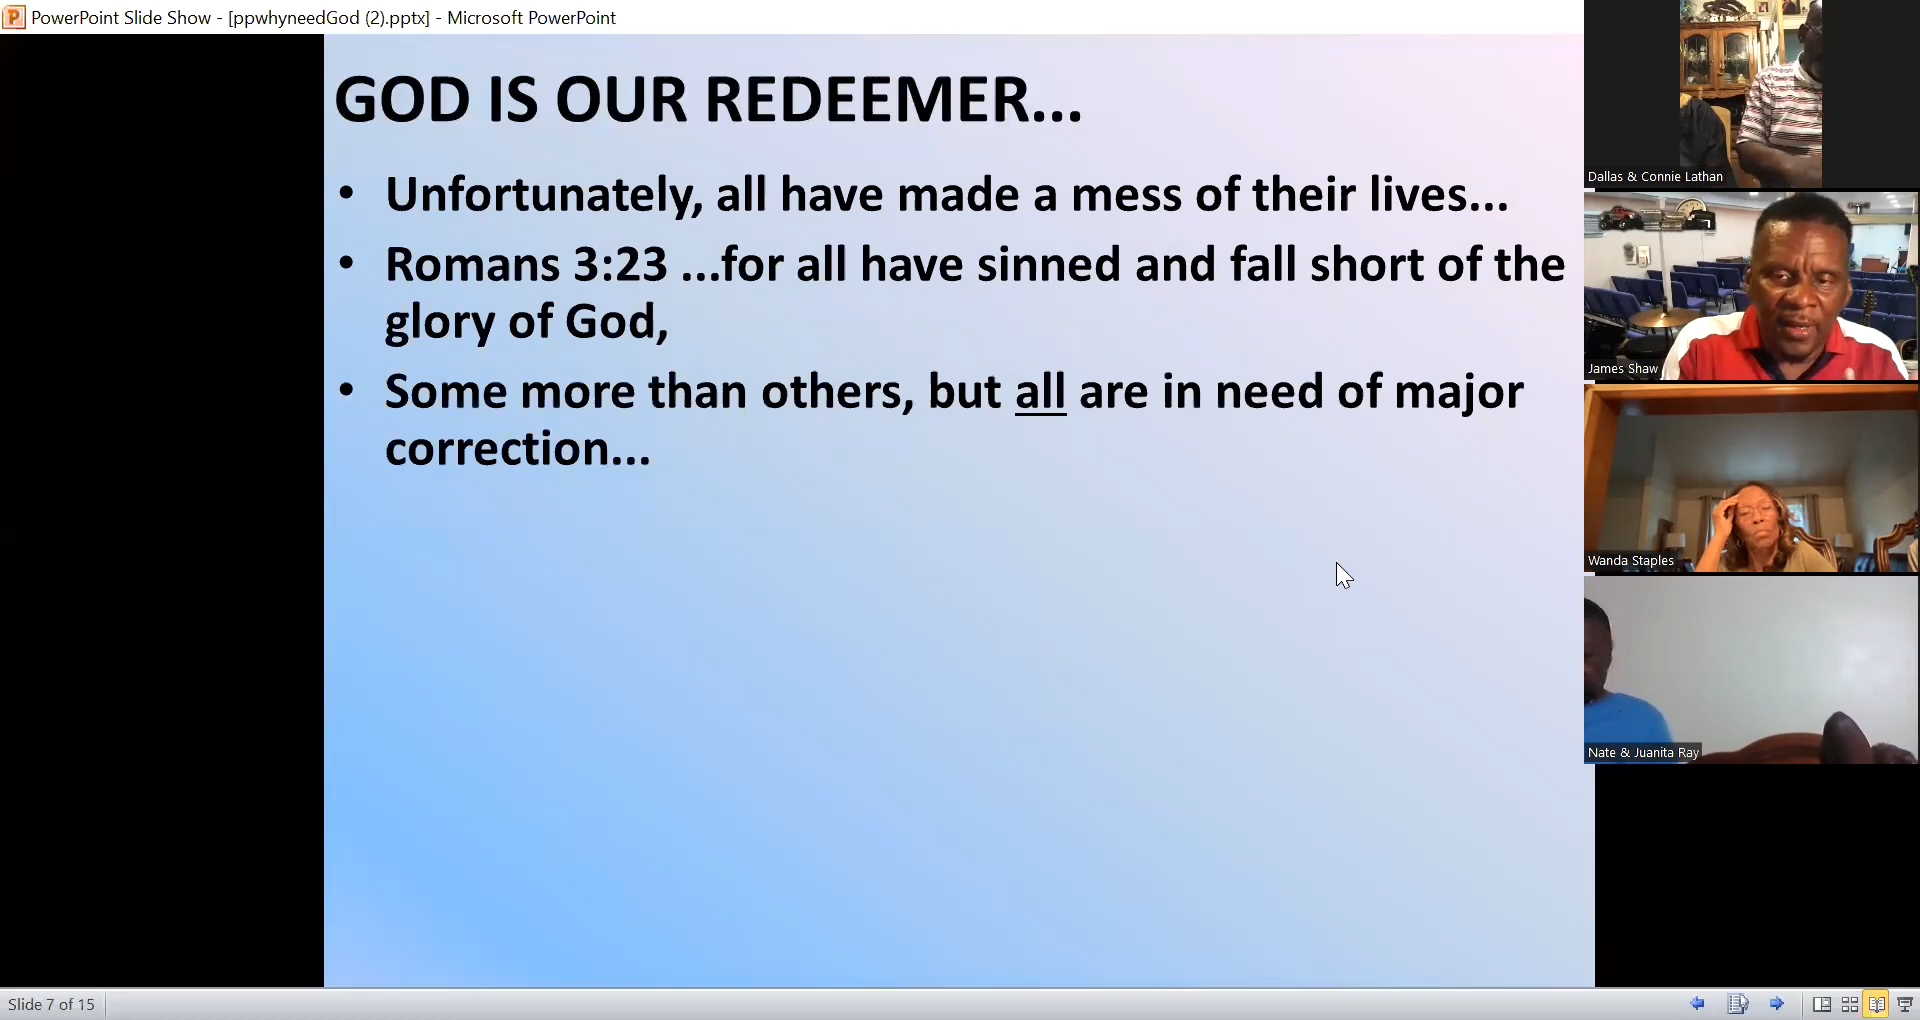 PowerPoint Slide Show - [ppwhyneedGod (2).pptx] - Microsoft PowerPoint
GOD IS OUR REDEEMER...
• Unfortunately, all have made a mess of their lives...
• Romans 3:23 ...for all have sinned and fall short of the
glory of God,
• Some more than others, but all are in need of major
correction...
Dallas & Connie Lathan
James Shaw
Wanda Staples
Nate & Juanita Ray
Slide 7 of 15